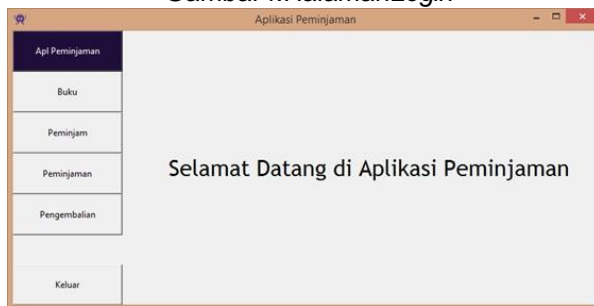 Aplikasi Peminjaman
Apl Peminjaman
Buku
Peminjam
Peminjaman
Pengembalian
Keluar
Selamat Datang di Aplikasi Peminjaman